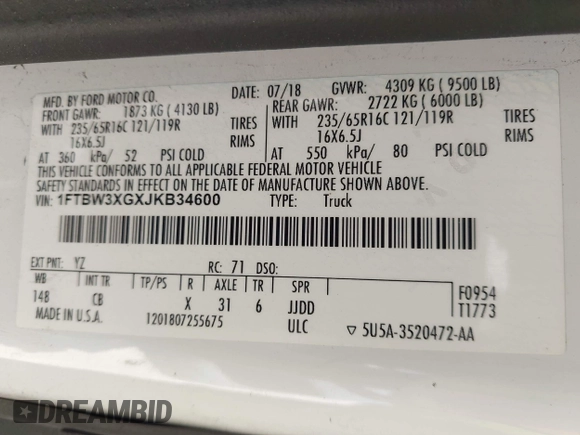 MFD. BY FORD MOTOR CO.
DATE: 07/18 GVWR: 4309 KG ( 9500 LB)
FRONT GAWR: 1873 KG ( 4130 LB)
REAR GAWR: 2722 KG ( 6000 LB)
WITH 235/65R16C 121/119R TIRES
WITH 235/65R16C 121/119R TIRES
16X6.5J RIMS
16X6.5J RIMS
AT 360 kPa/ 52 PSI COLD
AT 550 kPa/ 80 PSI COLD
THIS VEHICLE CONFORMS TO ALL APPLICABLE FEDERAL MOTOR VEHICLE
SAFETY STANDARDS IN EFFECT ON THE DATE OF MANUFACTURE SHOWN ABOVE.
VIN: 1FTBW3XGXJKB34600 TYPE: Truck
EXT PNT: YZ RC: 71 DSO:
WB INT TR TP/PS R AXLE TR SPR
148 CB X 31 6 JJDD
F0954
T1773
MADE IN U.S.A. 1201807255675 ULC
▽ 5U5A-3520472-AA
DREAMBID